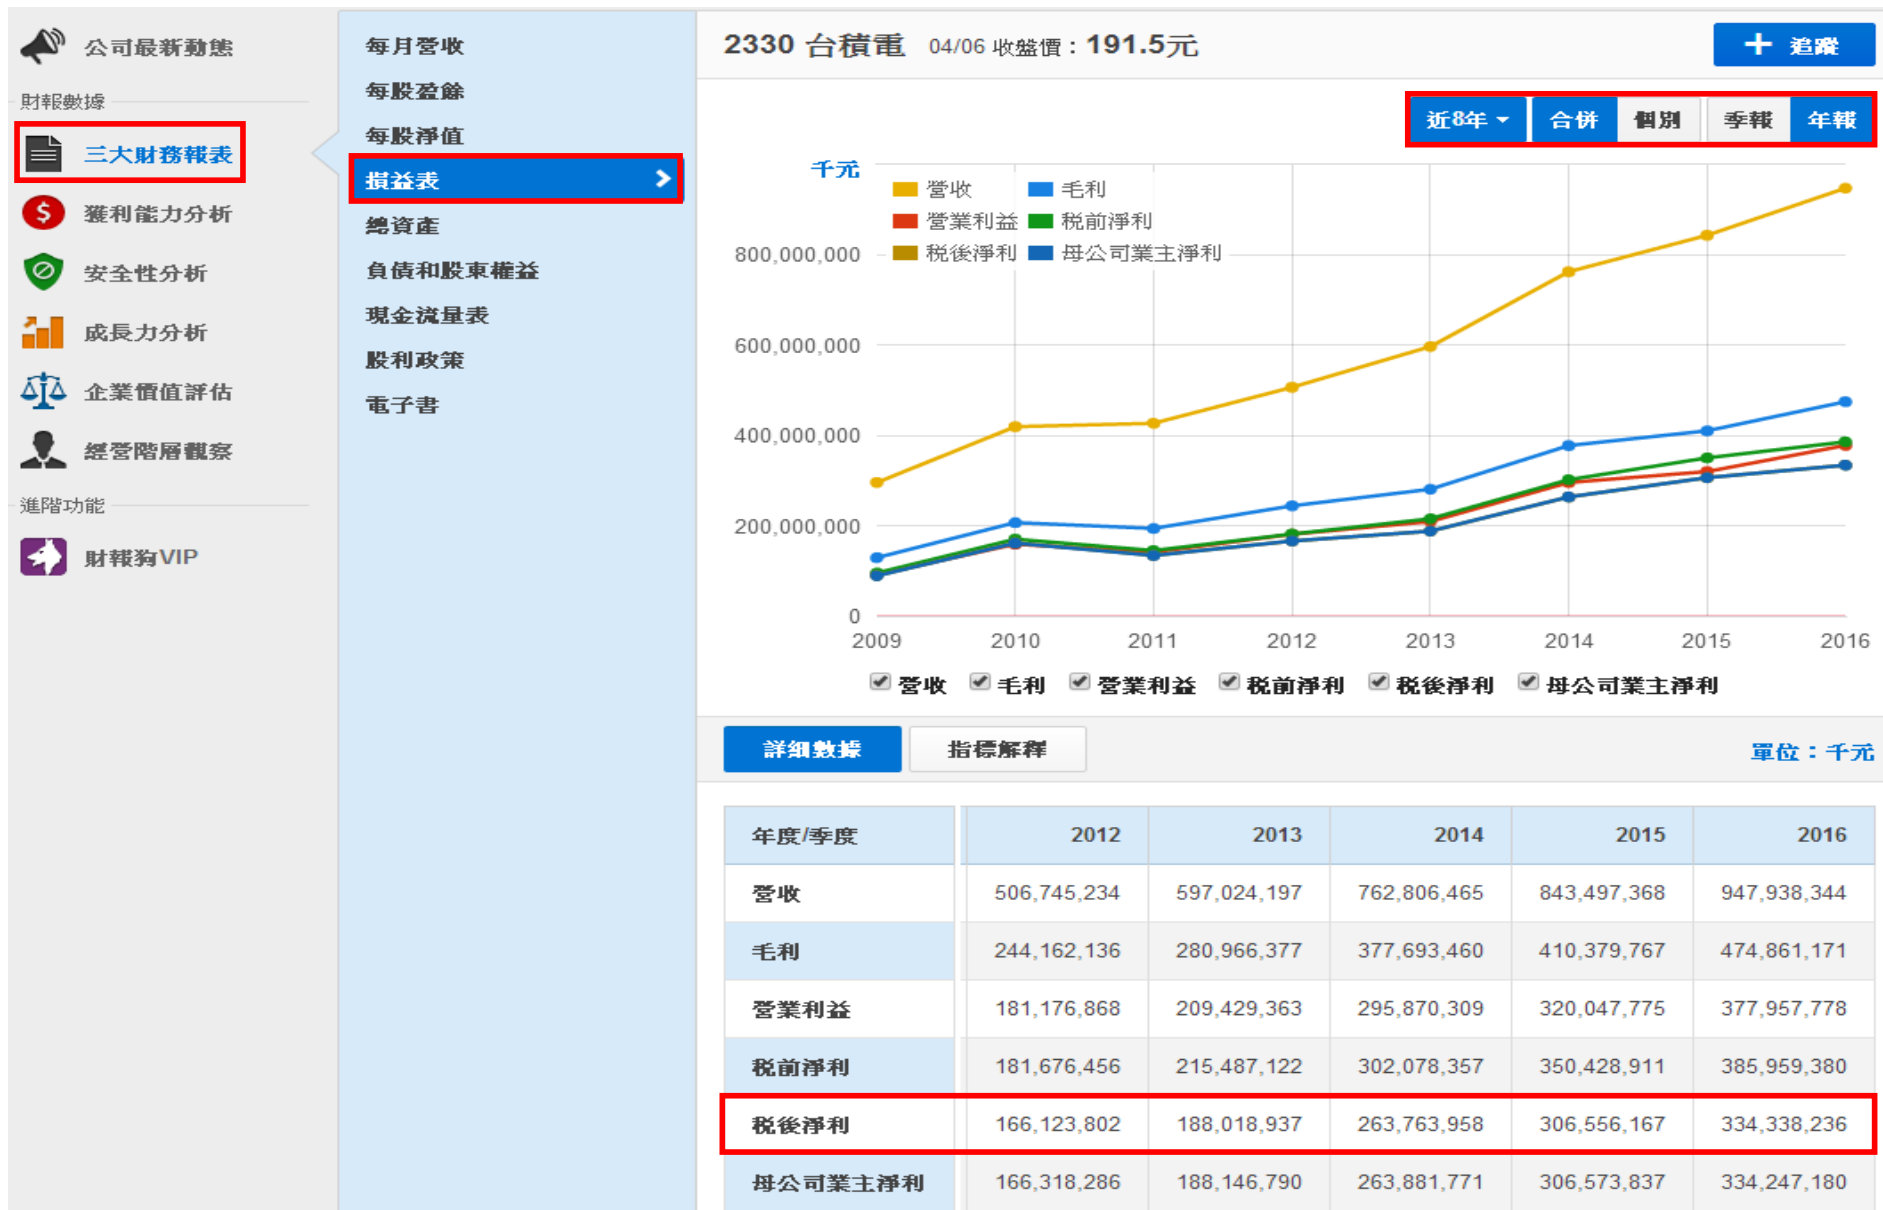 公司最新動態
財報數據
三大財務報表
獲利能力分析
安全性分析
成長力分析
企業價值評估
經營階層觀察
進階功能
財報狗VIP
每月營收
每股盈餘
每股淨值
損益表
總資產
負債和股東權益
現金流量表
股利政策
電子書
2330 台積電 04/06 收盤價：191.5元
追蹤
近8年 合併 個別 季報 年報
千元
營收 毛利
營業利益 稅前淨利
稅後淨利 母公司業主淨利
800,000,000
600,000,000
400,000,000
200,000,000
0
2009 2010 2011 2012 2013 2014 2015 2016
營收 毛利 營業利益 稅前淨利 稅後淨利 母公司業主淨利
詳細數據 指標解釋 單位：千元
年度/季度 2012 2013 2014 2015 2016
營收 506,745,234 597,024,197 762,806,465 843,497,368 947,938,344
毛利 244,162,136 280,966,377 377,693,460 410,379,767 474,861,171
營業利益 181,176,868 209,429,363 295,870,309 320,047,775 377,957,778
稅前淨利 181,676,456 215,487,122 302,078,357 350,428,911 385,959,380
稅後淨利 166,123,802 188,018,937 263,763,958 306,556,167 334,338,236
母公司業主淨利 166,318,286 188,146,790 263,881,771 306,573,837 334,247,180